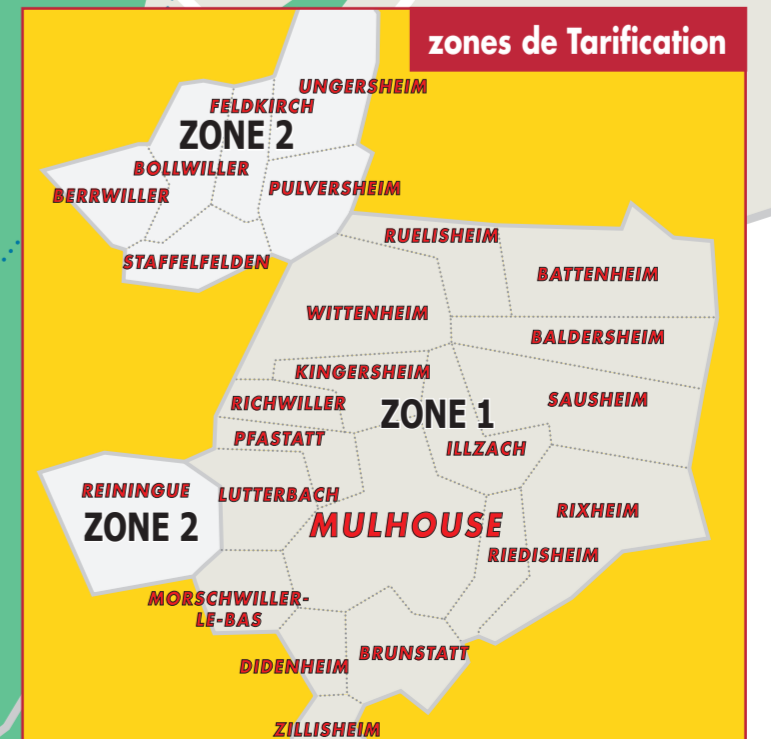 zones de Tarification
UNGERSHEIM
FELDKIRCH
ZONE 2
BOLLWILLER
BERRWILLER
PULVERSHEIM
STAFFELFELDEN
RUELISHEIM
BATTENHEIM
WITTENHEIM
BALDERSHEIM
KINGERSHEIM
RICHWILLER
ZONE 1
SAUSHEIM
PFASTATT
ILLZACH
REININGUE
LUTTERBACH
ZONE 2
MULHOUSE
RIXHEIM
RIEDISHEIM
MORSCHWILLER-
LE-BAS
BRUNSTATT
DIDENHEIM
ZILLISHEIM